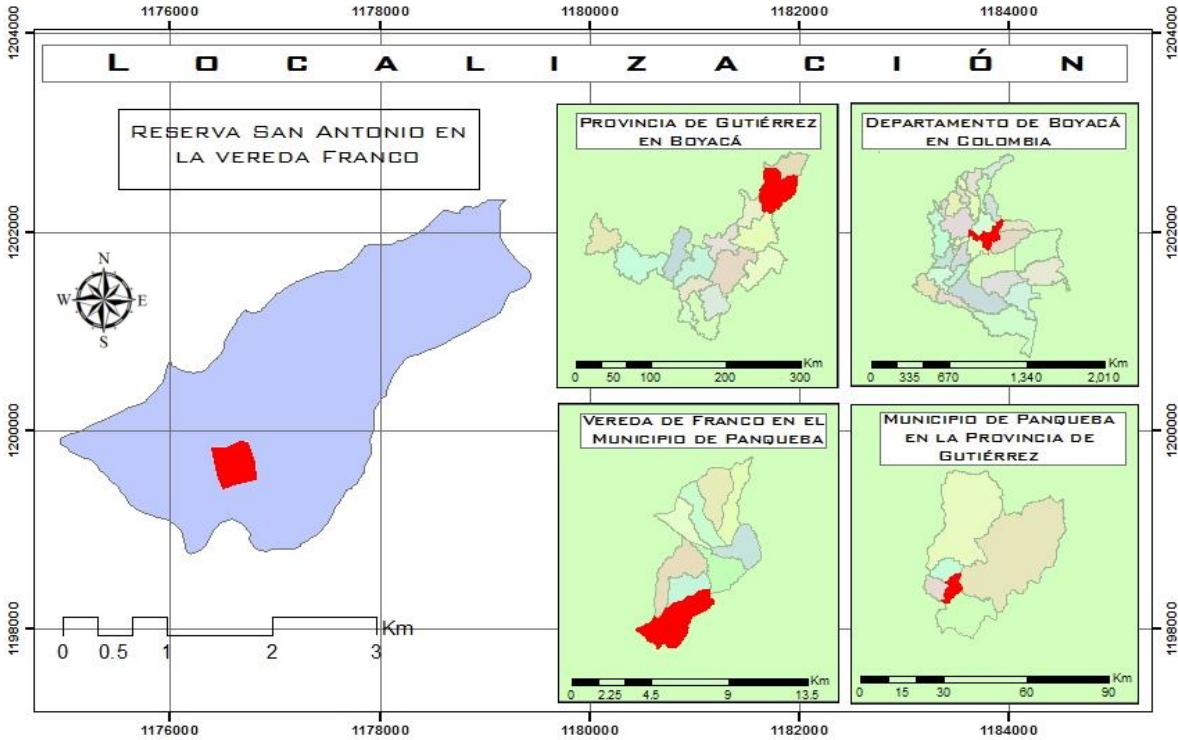 1176000 1178000 1180000 1182000 1184000
LOCALIZACIÓN
RESERVA SAN ANTONIO EN
LA VEREDA FRANCO
N
W E
S
0 0.5 1 2 3 Km
PROVINCIA DE GUTIÉRREZ
EN BOYACÁ
Km
0 50 100 200 300
DEPARTAMENTO DE BOYACÁ
EN COLOMBIA
Km
0 335 670 1,340 2,010
VEREDA DE FRANCO EN EL
MUNICIPIO DE PANQUEBA
Km
0 2.25 4.5 9 13.5
MUNICIPIO DE PANQUEBA
EN LA PROVINCIA DE
GUTIÉRREZ
Km
0 15 30 60 90
1204000
1202000
1200000
1198000
1204000
1202000
1200000
1198000
1176000 1178000 1180000 1182000 1184000